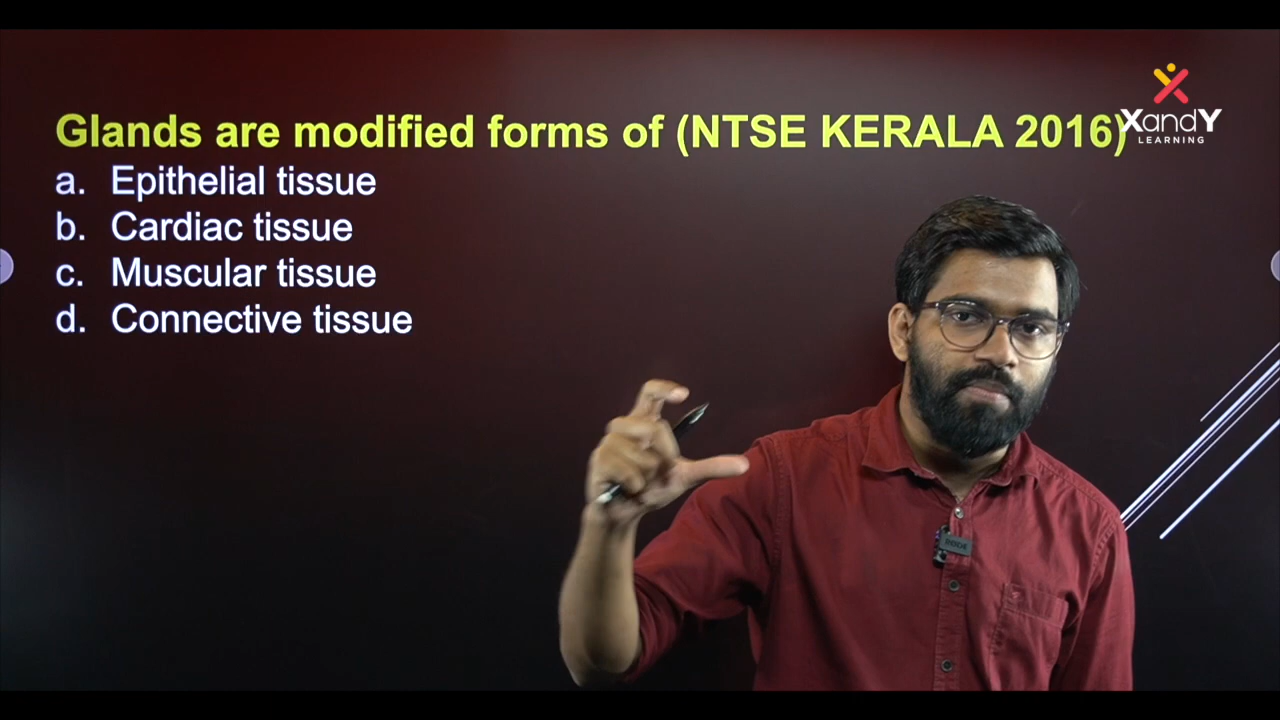 Glands are modified forms of (NTSE KERALA 2016)
a. Epithelial tissue
b. Cardiac tissue
c. Muscular tissue
d. Connective tissue
XandY
LEARNING